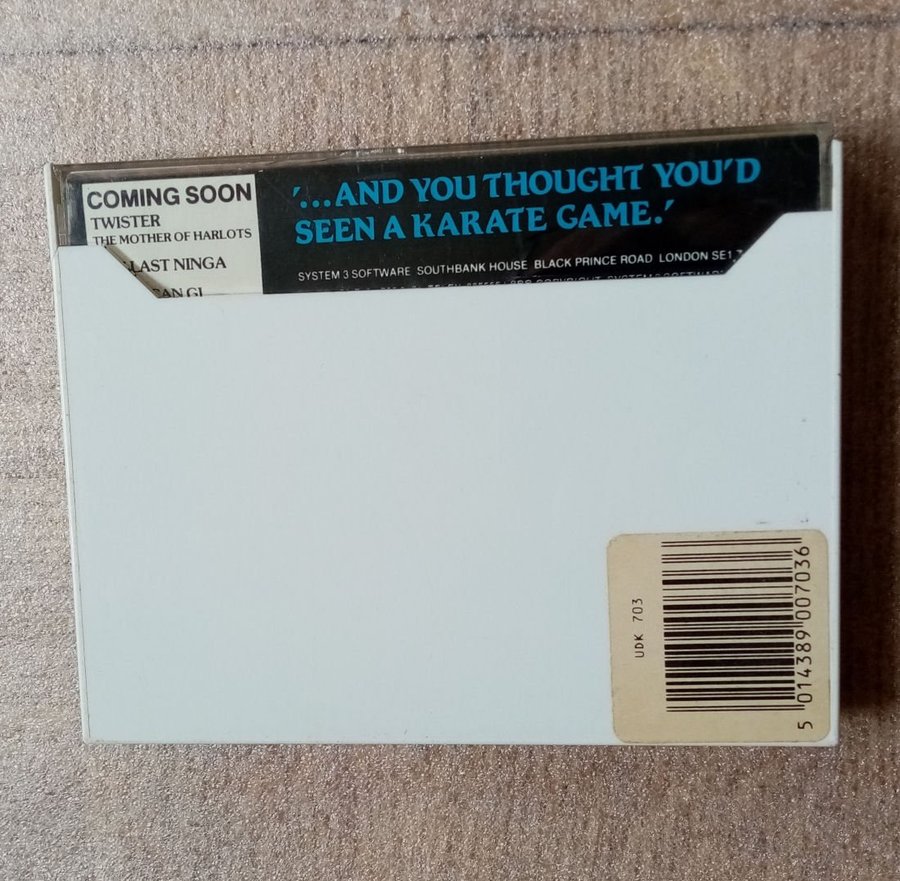 COMING SOON
TWISTER
THE MOTHER OF HARLOTS
LAST NINGA
'...AND YOU THOUGHT YOU'D
SEEN A KARATE GAME.'
SYSTEM 3 SOFTWARE SOUTHBANK HOUSE BLACK PRINCE ROAD LONDON SE1
UDK 703
5 014389 007036